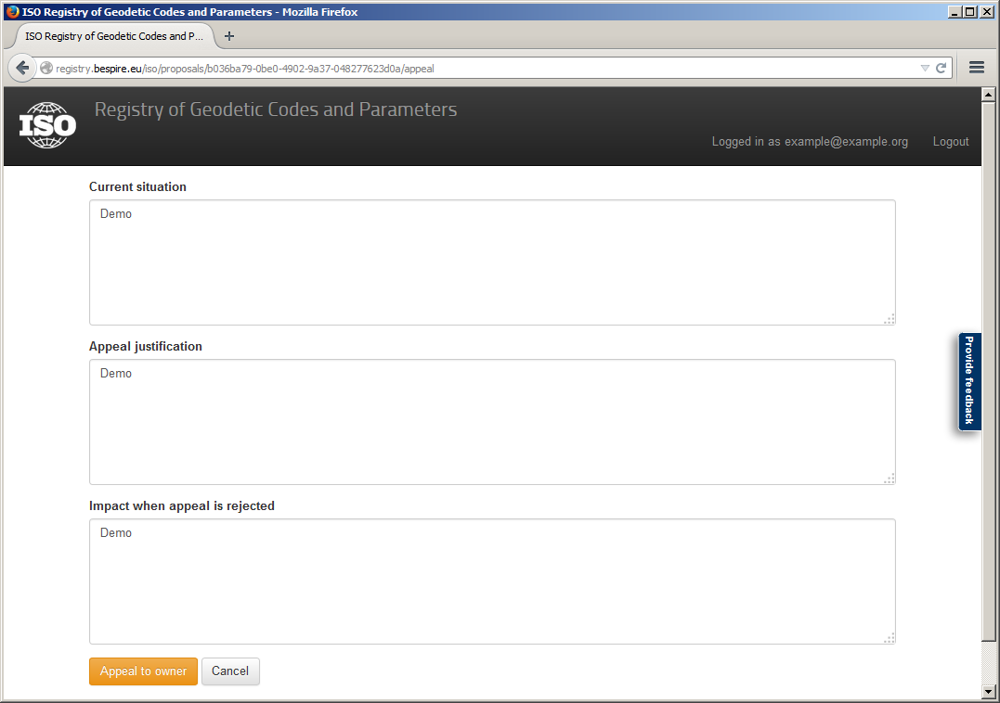 ISO Registry of Geodetic Codes and Parameters - Mozilla Firefox
ISO Registry of Geodetic Codes and P...
registry.bespire.eu/iso/proposals/b036ba79-0be0-4902-9a37-048277623d0a/appeal
ISO
Registry of Geodetic Codes and Parameters
Logged in as example@example.org Logout
Current situation
Demo
Appeal justification
Demo
Provide feedback
Impact when appeal is rejected
Demo
Appeal to owner Cancel